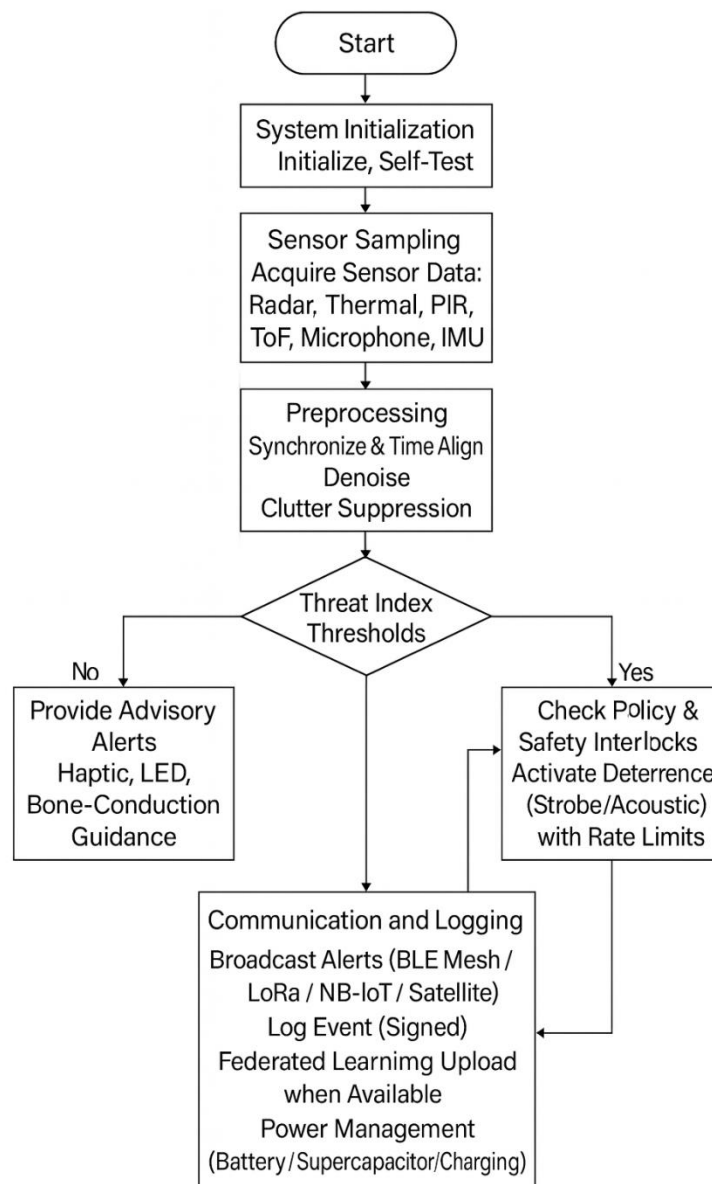 Start
System Initialization
Initialize, Self-Test
Sensor Sampling
Acquire Sensor Data:
Radar, Thermal, PIR,
ToF, Microphone, IMU
Preprocessing
Synchronize & Time Align
Denoise
Clutter Suppression
Threat Index
Thresholds
No
Yes
Provide Advisory
Alerts
Haptic, LED,
Bone-Conduction
Guidance
Check Policy &
Safety Interlocks
Activate Deterrence
(Strobe/Acoustic)
with Rate Limits
Communication and Logging
Broadcast Alerts (BLE Mesh /
LoRa / NB-IoT / Satellite)
Log Event (Signed)
Federated Learnimg Upload
when Available
Power Management
(Battery/Supercapacitor/Charging)